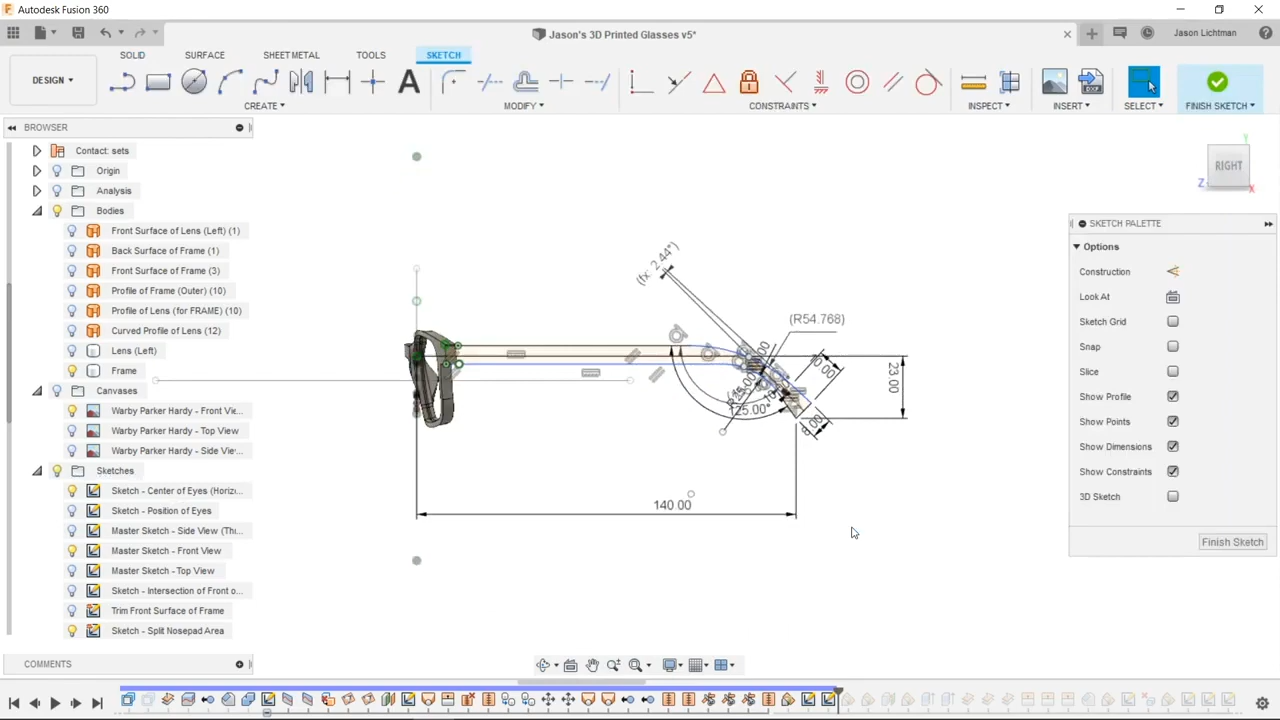 Autodesk Fusion 360
Jason's 3D Printed Glasses v5*
Jason Lichtman
DESIGN
SOLID SURFACE SHEET METAL TOOLS SKETCH
CREATE MODIFY CONSTRAINTS INSPECT INSERT SELECT FINISH SKETCH
BROWSER
Contact: sets
Origin
Analysis
Bodies
Front Surface of Lens (Left) (1)
Back Surface of Frame (1)
Front Surface of Frame (3)
Profile of Frame (Outer) (10)
Profile of Lens (for FRAME) (10)
Curved Profile of Lens (12)
Lens (Left)
Frame
Canvases
Warby Parker Hardy - Front Vie...
Warby Parker Hardy - Top View
Warby Parker Hardy - Side View...
Sketches
Sketch - Center of Eyes (Horiz...
Sketch - Position of Eyes
Master Sketch - Side View (Thr...
Master Sketch - Front View
Master Sketch - Top View
Sketch - Intersection of Front o...
Trim Front Surface of Frame
Sketch - Split Nosepad Area
COMMENTS
(fx: 2.44°)
(R54.768)
23.00
125.00°
8.00
140.00
Y
RIGHT
Z
X
SKETCH PALETTE
Options
Construction
Look At
Sketch Grid
Snap
Slice
Show Profile
Show Points
Show Dimensions
Show Constraints
3D Sketch
Finish Sketch